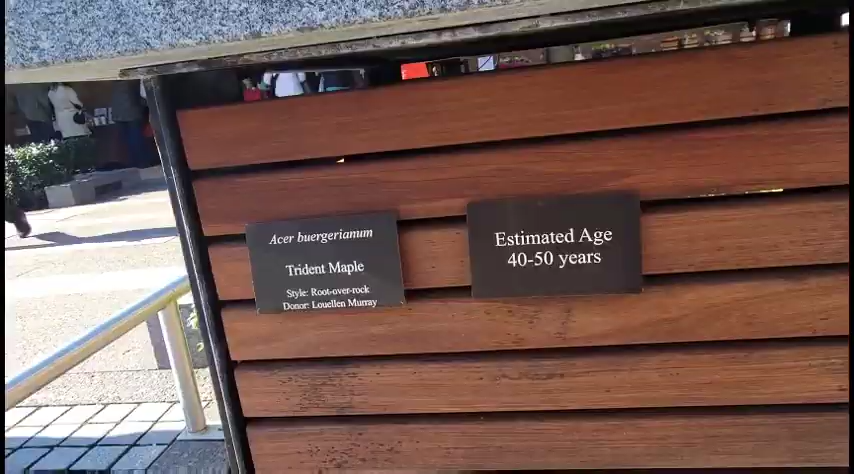 Acer buergerianum
Trident Maple
Style: Root-over-rock
Donor: Louellen Murray
Estimated Age
40-50 years